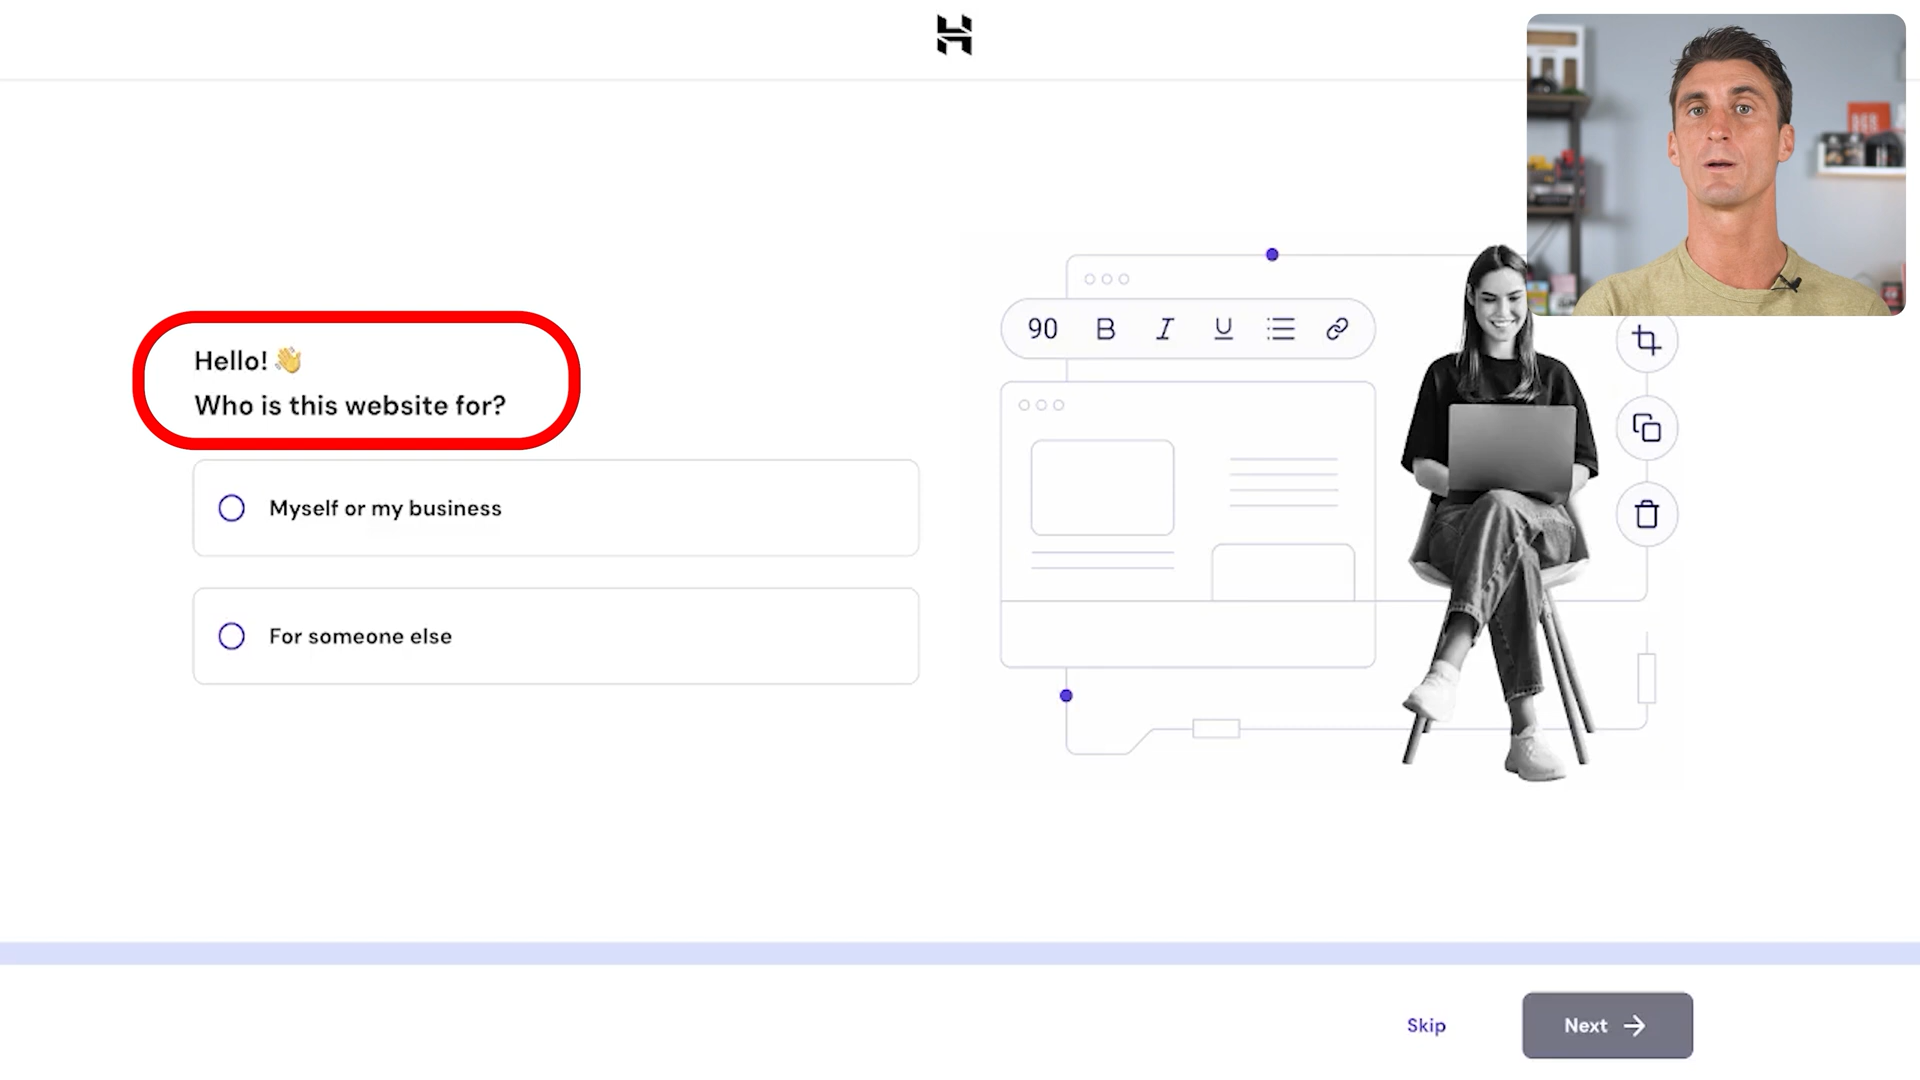 Hello! 👋
Who is this website for?
Myself or my business
For someone else
90 B I U
Skip
Next →